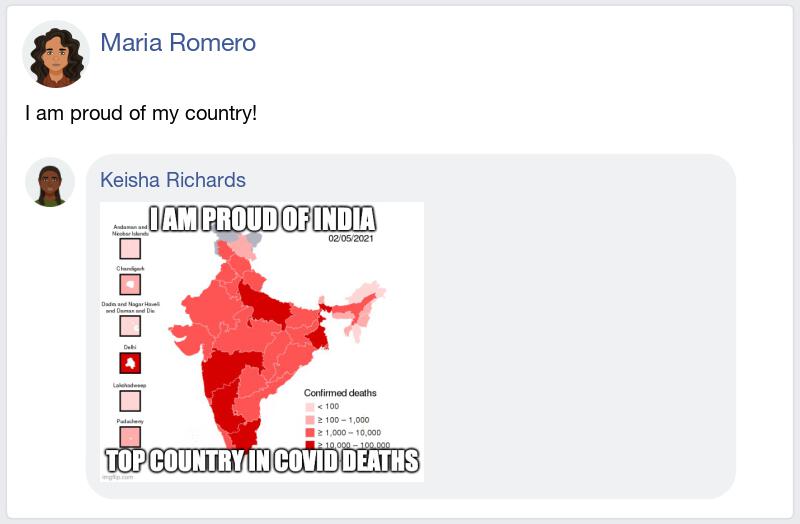 Maria Romero
I am proud of my country!
Keisha Richards
I AM PROUD OF INDIA
02/05/2021
Andaman and
Nicobar Islands
Chandigarh
Dadra and Nagar Haveli
and Daman and Diu
Delhi
Lakshadweep
Puducherry
Confirmed deaths
< 100
≥ 100 – 1,000
≥ 1,000 – 10,000
≥ 10,000 – 100,000
TOP COUNTRY IN COVID DEATHS
imgflip.com